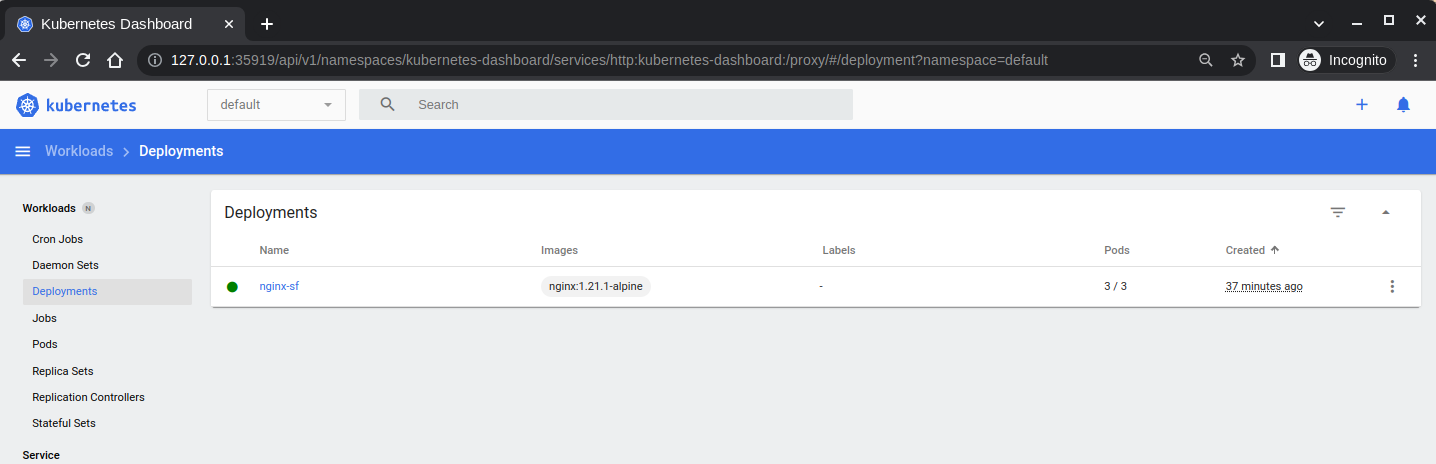 Kubernetes Dashboard
127.0.0.1:35919/api/v1/namespaces/kubernetes-dashboard/services/http:kubernetes-dashboard:/proxy/#/deployment?namespace=default
Incognito
kubernetes
default
Search
Workloads
Deployments
Workloads N
Cron Jobs
Daemon Sets
Deployments
Jobs
Pods
Replica Sets
Replication Controllers
Stateful Sets
Service
Deployments
Name Images Labels Pods Created
nginx-sf nginx:1.21.1-alpine - 3 / 3 37 minutes ago